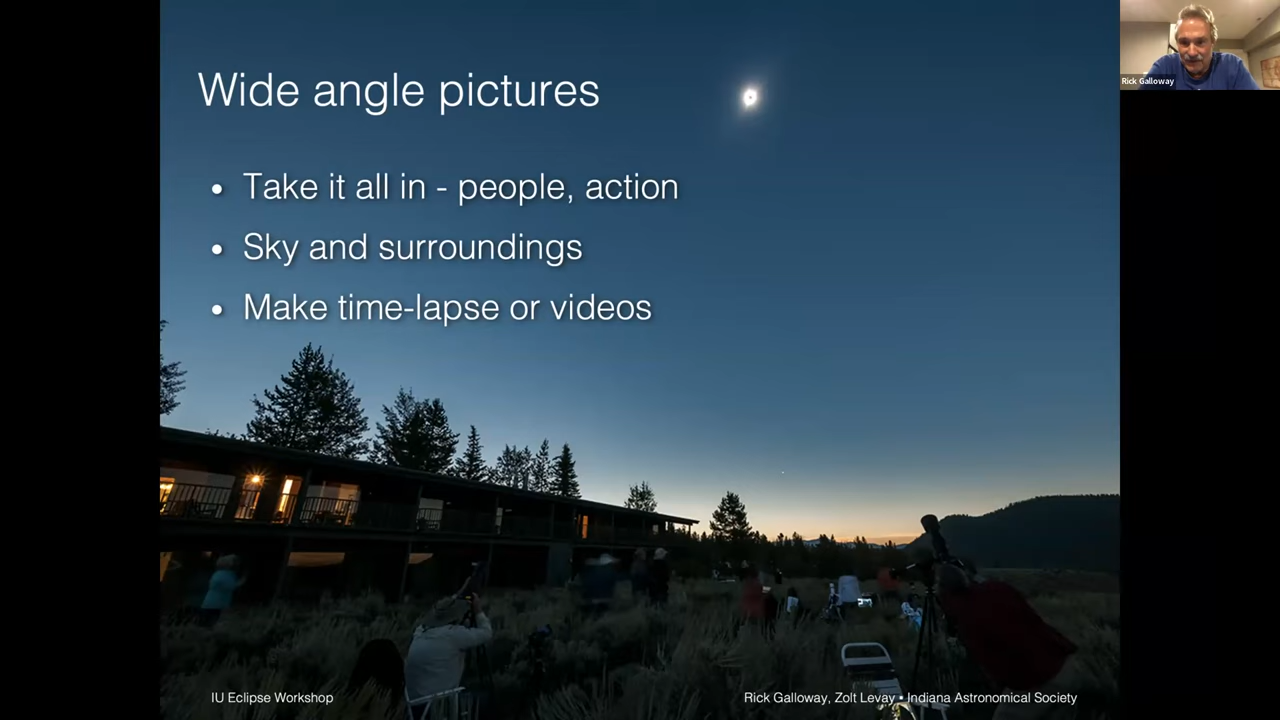 Wide angle pictures
• Take it all in - people, action
• Sky and surroundings
• Make time-lapse or videos
IU Eclipse Workshop
Rick Galloway, Zolt Levay • Indiana Astronomical Society
Rick Galloway